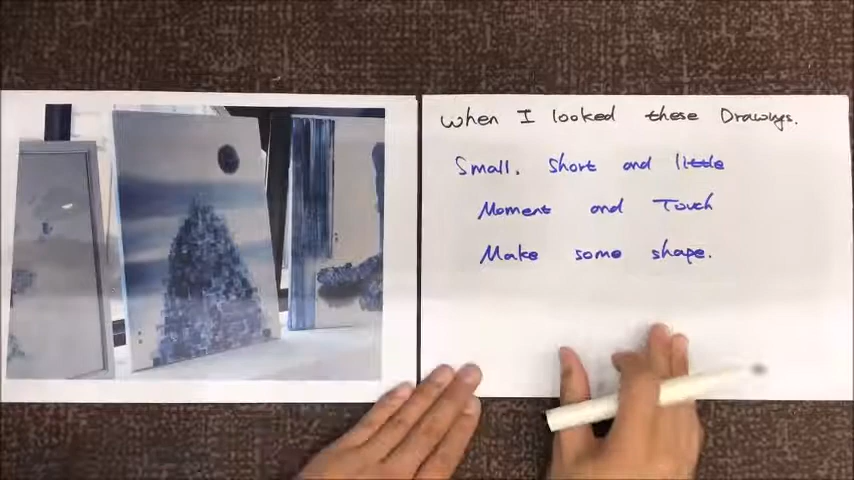 when I looked these Drawings.
Small. short and little
Moment and Touch
Make some shape.